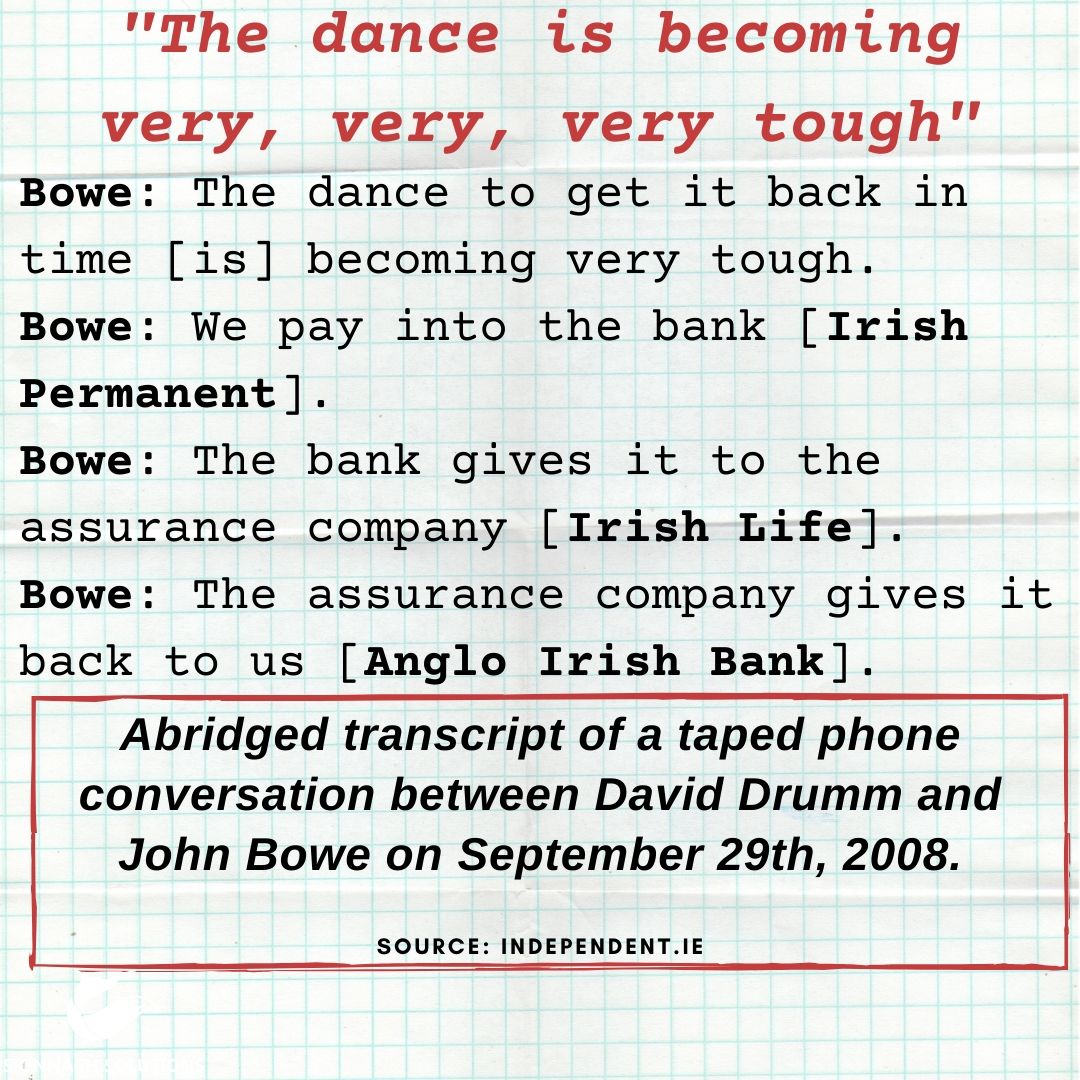 "The dance is becoming
very, very, very tough"
Bowe: The dance to get it back in
time [is] becoming very tough.
Bowe: We pay into the bank [Irish
Permanent].
Bowe: The bank gives it to the
assurance company [Irish Life].
Bowe: The assurance company gives it
back to us [Anglo Irish Bank].
Abridged transcript of a taped phone
conversation between David Drumm and
John Bowe on September 29th, 2008.
SOURCE: INDEPENDENT.IE